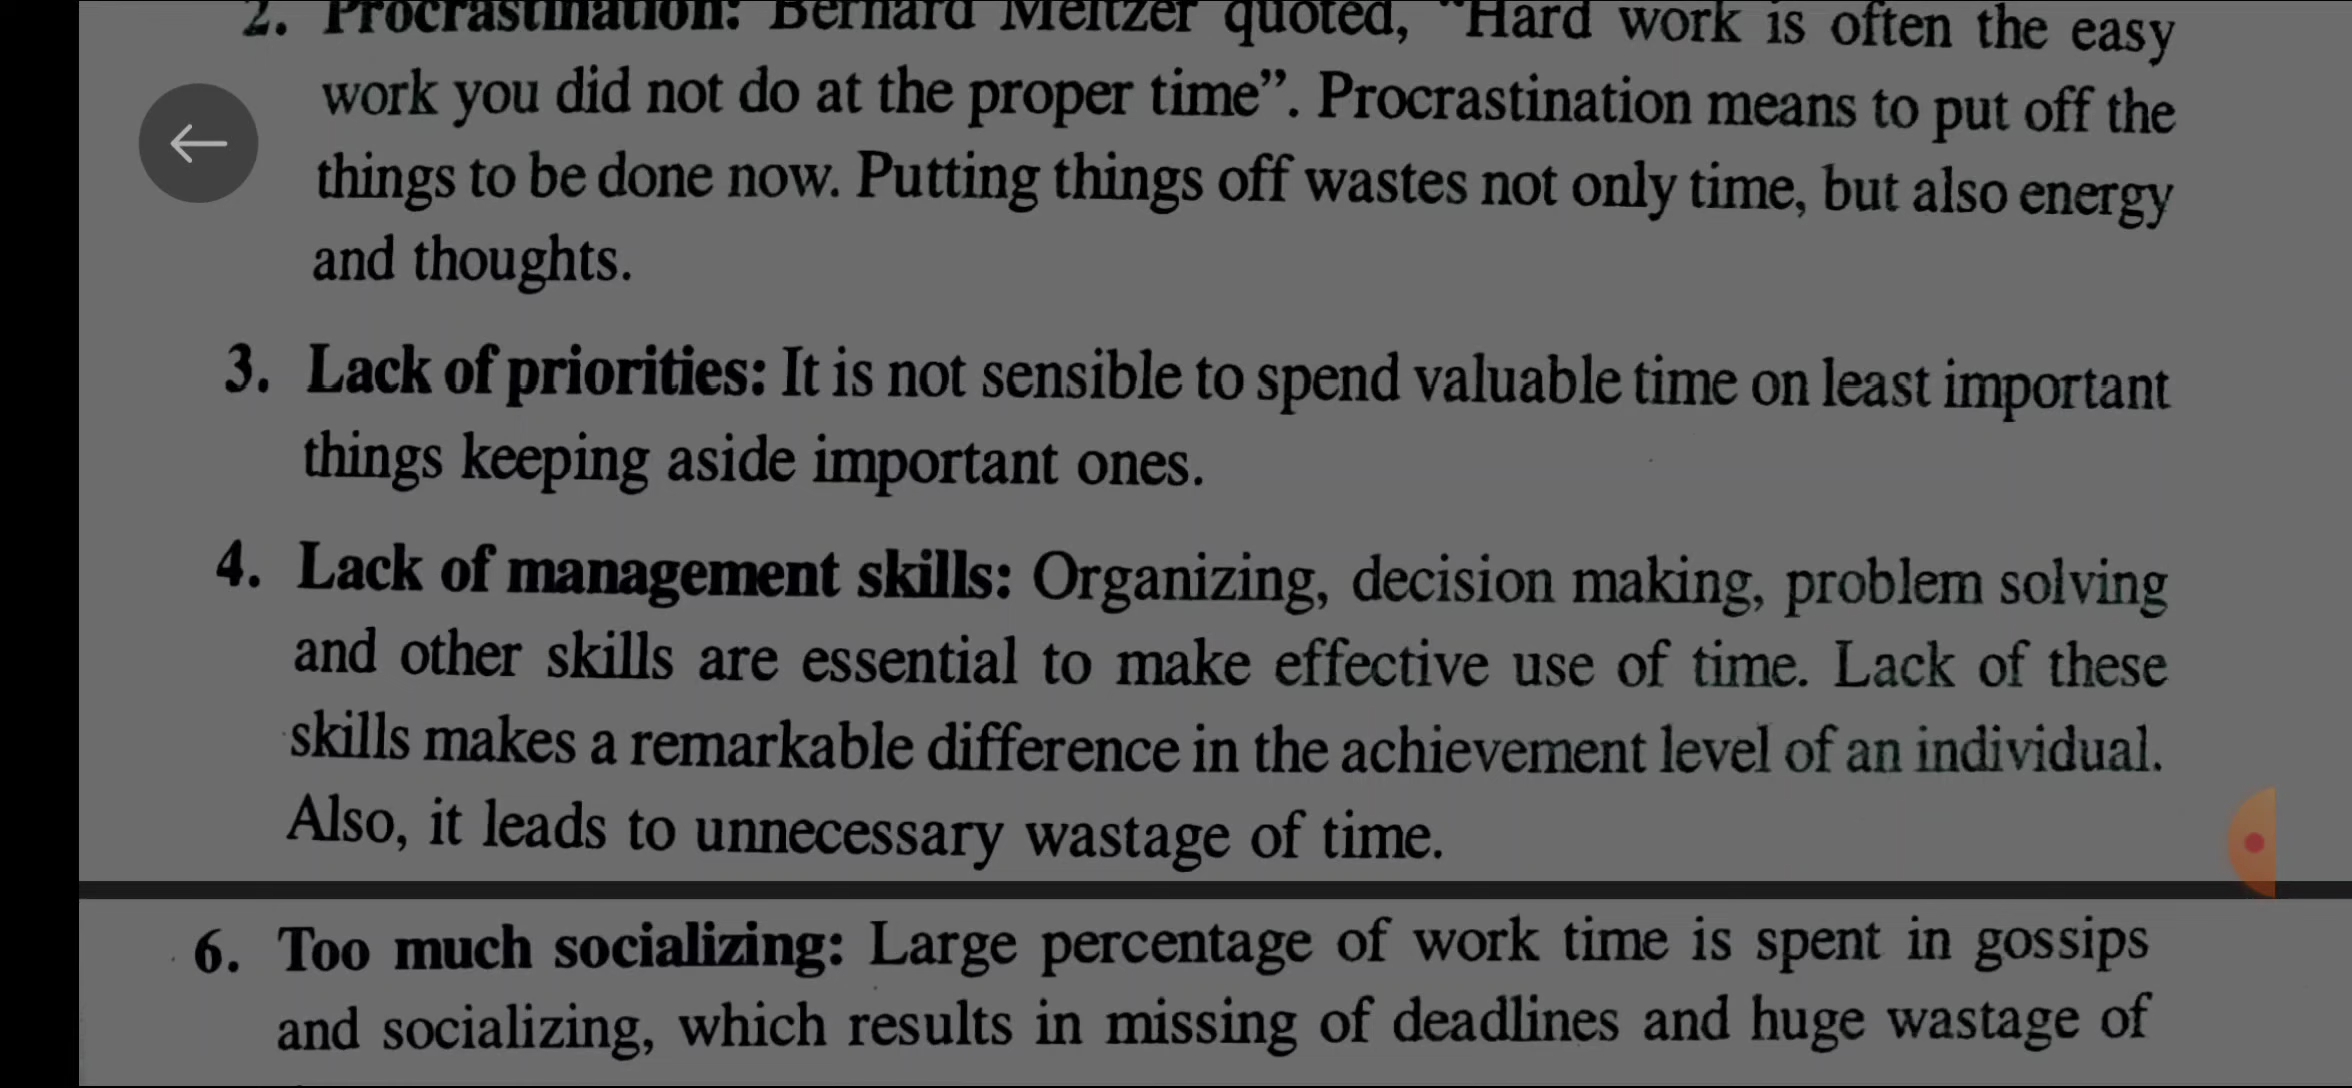 2. Procrastination: Bernard Meltzer quoted, "Hard work is often the easy
work you did not do at the proper time”. Procrastination means to put off the
things to be done now. Putting things off wastes not only time, but also energy
and thoughts.
3. Lack of priorities: It is not sensible to spend valuable time on least important
things keeping aside important ones.
4. Lack of management skills: Organizing, decision making, problem solving
and other skills are essential to make effective use of time. Lack of these
skills makes a remarkable difference in the achievement level of an individual.
Also, it leads to unnecessary wastage of time.
6. Too much socializing: Large percentage of work time is spent in gossips
and socializing, which results in missing of deadlines and huge wastage of